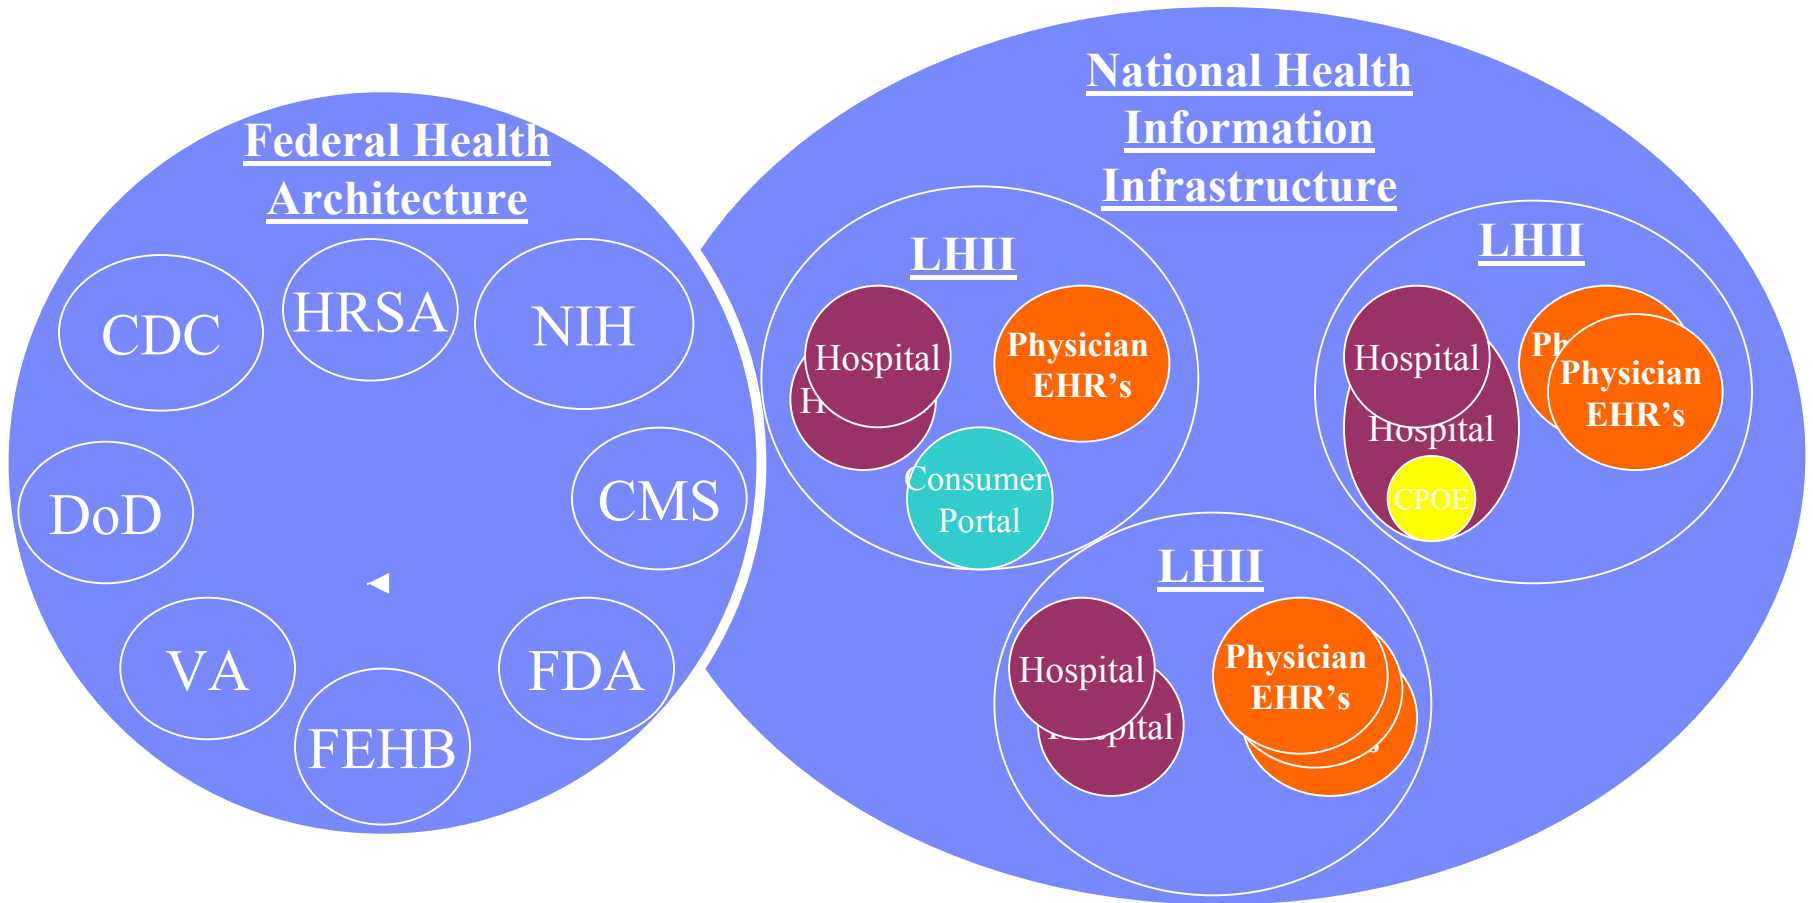 Federal Health
Architecture
CDC
HRSA
NIH
DoD
CMS
VA
FDA
FEHB
National Health
Information
Infrastructure
LHII
Hospital
Physician
EHR’s
Consumer
Portal
LHII
Hospital
Hospital
CPOE
Physician
EHR’s
LHII
Hospital
Physician
EHR’s